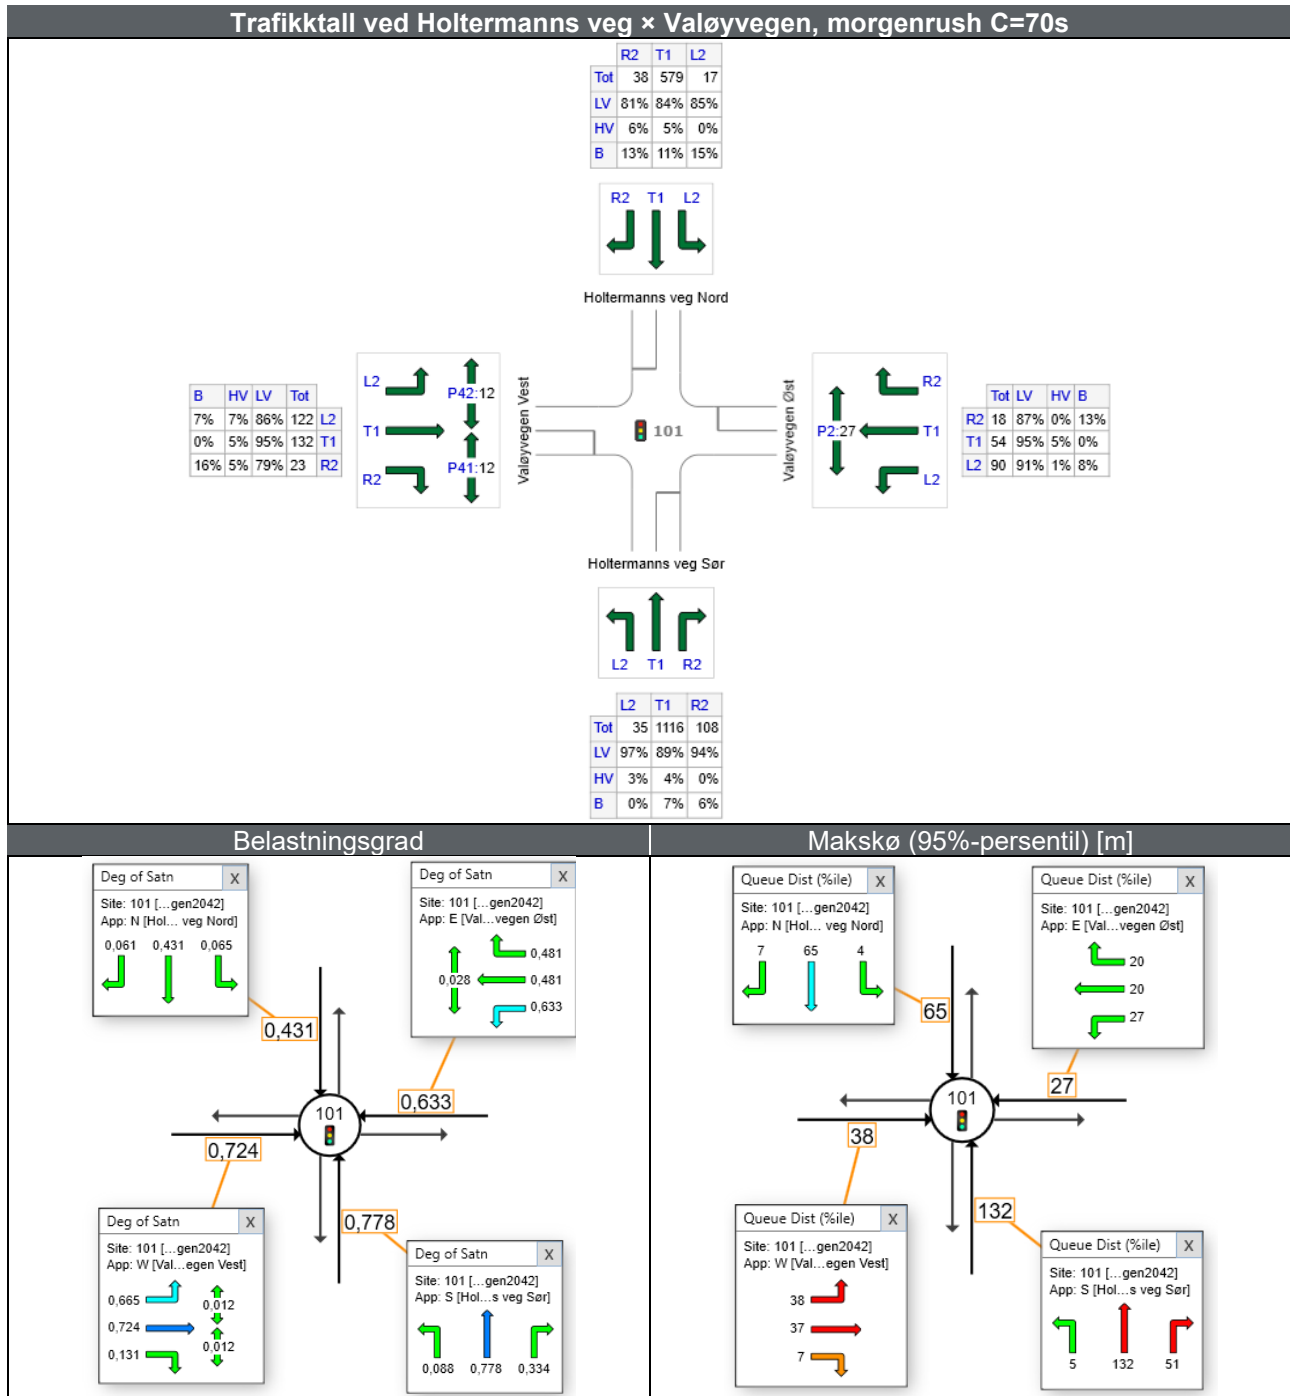 Trafikktall ved Holtermanns veg × Valøyvegen, morgenrush C=70s
R2 T1 L2
Tot 38 579 17
LV 81% 84% 85%
HV 6% 5% 0%
B 13% 11% 15%
R2 T1 L2
Holtermanns veg Nord
B HV LV Tot
7% 7% 86% 122 L2
0% 5% 95% 132 T1
16% 5% 79% 23 R2
L2
T1
R2
P42:12
P41:12
Valøyvegen Vest
101
Valøyvegen Øst
P2:27
R2
T1
L2
Tot LV HV B
R2 18 87% 0% 13%
T1 54 95% 5% 0%
L2 90 91% 1% 8%
Holtermanns veg Sør
L2 T1 R2
L2 T1 R2
Tot 35 1116 108
LV 97% 89% 94%
HV 3% 4% 0%
B 0% 7% 6%
Belastningsgrad
Deg of Satn X
Site: 101 [...gen2042]
App: N [Hol... veg Nord]
0,061 0,431 0,065
Deg of Satn X
Site: 101 [...gen2042]
App: E [Val...vegen Øst]
0,028
0,481
0,481
0,633
0,431
0,633
101
0,724
0,778
Deg of Satn X
Site: 101 [...gen2042]
App: W [Val...egen Vest]
0,665
0,724
0,131
0,012
0,012
Deg of Satn X
Site: 101 [...gen2042]
App: S [Hol...s veg Sør]
0,088 0,778 0,334
Makskø (95%-persentil) [m]
Queue Dist (%ile) X
Site: 101 [...gen2042]
App: N [Hol... veg Nord]
7 65 4
Queue Dist (%ile) X
Site: 101 [...gen2042]
App: E [Val...vegen Øst]
20
20
27
65
27
101
38
132
Queue Dist (%ile) X
Site: 101 [...gen2042]
App: W [Val...egen Vest]
38
37
7
Queue Dist (%ile) X
Site: 101 [...gen2042]
App: S [Hol...s veg Sør]
5 132 51